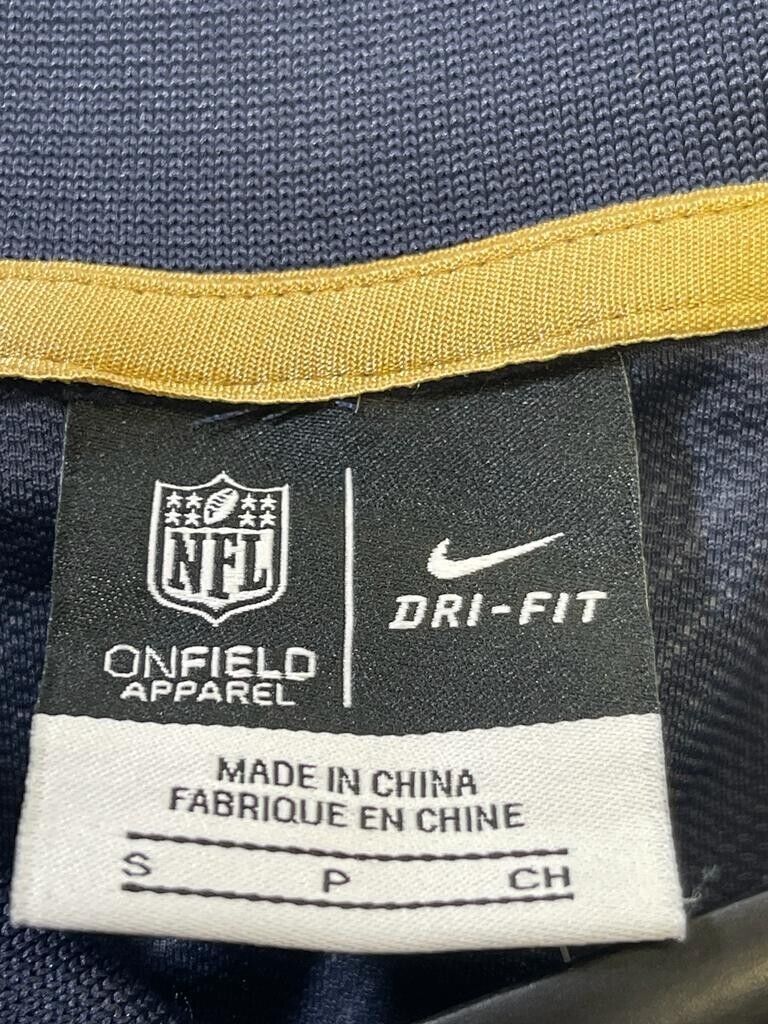 NFL
ONFIELD
APPAREL
DRI-FIT
MADE IN CHINA
FABRIQUE EN CHINE
S P CH